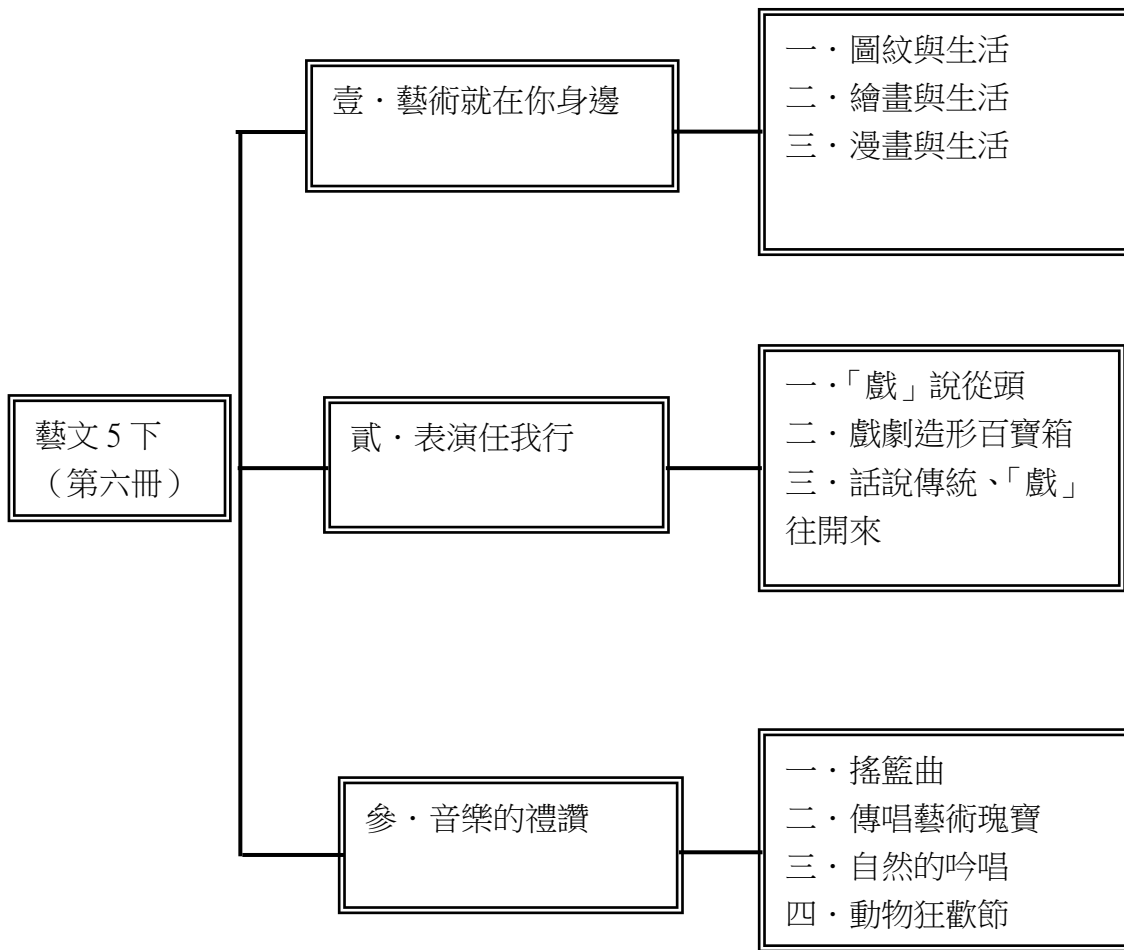 藝文5下
（第六冊）
壹．藝術就在你身邊
一．圖紋與生活
二．繪畫與生活
三．漫畫與生活
貳．表演任我行
一．「戲」說從頭
二．戲劇造形百寶箱
三．話說傳統、「戲」
往開來
參．音樂的禮讚
一．搖籃曲
二．傳唱藝術瑰寶
三．自然的吟唱
四．動物狂歡節